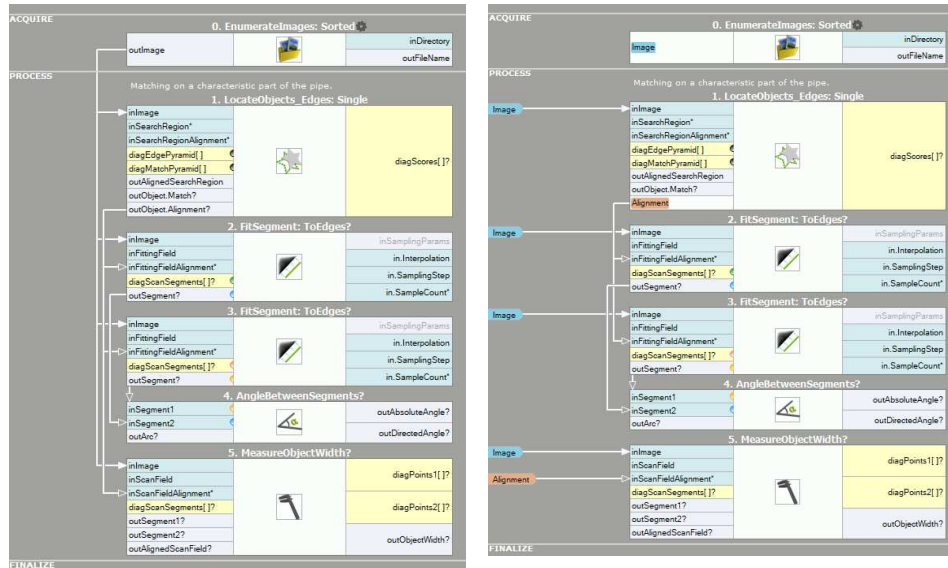 ACQUIRE
0. EnumerateImages: Sorted
outImage
inDirectory
outFileName
PROCESS
Matching on a characteristic part of the pipe.
1. LocateObjects_Edges: Single
inImage
inSearchRegion*
inSearchRegionAlignment*
diagEdgePyramid[ ]
diagMatchPyramid[ ]
outAlignedSearchRegion
outObject.Match?
outObject.Alignment?
diagScores[ ]?
2. FitSegment: ToEdges?
inImage
inFittingField
inFittingFieldAlignment*
diagScanSegments[ ]?
outSegment?
inSamplingParams
in.Interpolation
in.SamplingStep
in.SampleCount*
3. FitSegment: ToEdges?
inImage
inFittingField
inFittingFieldAlignment*
diagScanSegments[ ]?
outSegment?
inSamplingParams
in.Interpolation
in.SamplingStep
in.SampleCount*
4. AngleBetweenSegments?
inSegment1
inSegment2
outArc?
outAbsoluteAngle?
outDirectedAngle?
5. MeasureObjectWidth?
inImage
inScanField
inScanFieldAlignment*
diagScanSegments[ ]?
outSegment1?
outSegment2?
outAlignedScanField?
diagPoints1[ ]?
diagPoints2[ ]?
outObjectWidth?
FINALIZE
ACQUIRE
0. EnumerateImages: Sorted
Image
inDirectory
outFileName
PROCESS
Matching on a characteristic part of the pipe.
1. LocateObjects_Edges: Single
Image
inImage
inSearchRegion*
inSearchRegionAlignment*
diagEdgePyramid[ ]
diagMatchPyramid[ ]
outAlignedSearchRegion
outObject.Match?
Alignment
diagScores[ ]?
2. FitSegment: ToEdges?
Image
inImage
inFittingField
inFittingFieldAlignment*
diagScanSegments[ ]?
outSegment?
inSamplingParams
in.Interpolation
in.SamplingStep
in.SampleCount*
3. FitSegment: ToEdges?
Image
inImage
inFittingField
inFittingFieldAlignment*
diagScanSegments[ ]?
outSegment?
inSamplingParams
in.Interpolation
in.SamplingStep
in.SampleCount*
4. AngleBetweenSegments?
inSegment1
inSegment2
outArc?
outAbsoluteAngle?
outDirectedAngle?
5. MeasureObjectWidth?
Image
inImage
inScanField
Alignment
inScanFieldAlignment*
diagScanSegments[ ]?
outSegment1?
outSegment2?
outAlignedScanField?
diagPoints1[ ]?
diagPoints2[ ]?
outObjectWidth?
FINALIZE